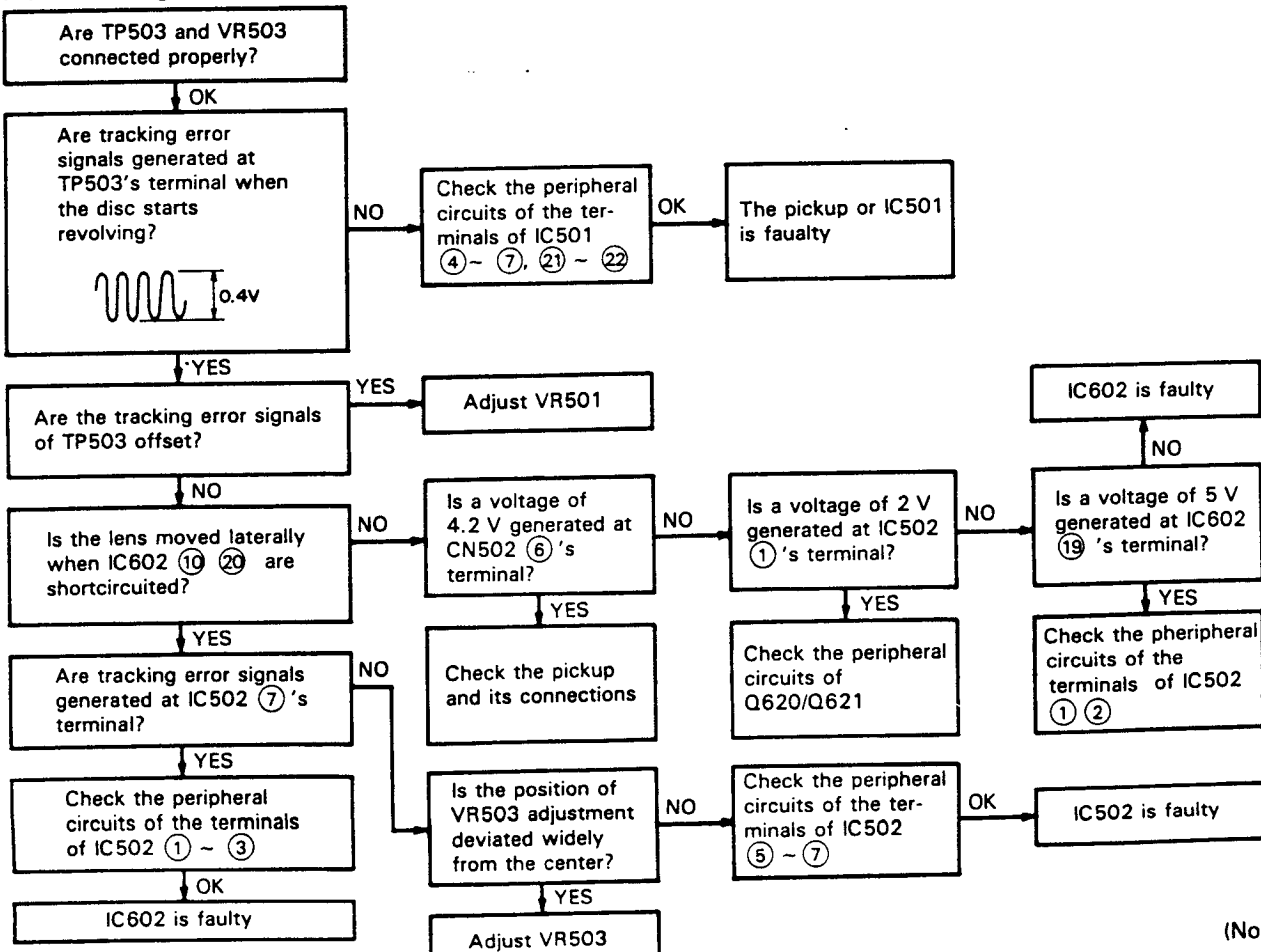 Are TP503 and VR503
connected properly?
OK
Are tracking error
signals generated at
TP503's terminal when
the disc starts
revolving?
0.4V
NO
Check the peripheral
circuits of the ter-
minals of IC501
④ ~ ⑦, ㉑ ~ ㉒
OK
The pickup or IC501
is faualty
YES
Are the tracking error signals
of TP503 offset?
YES
Adjust VR501
NO
Is the lens moved laterally
when IC602 ⑩ ⑳ are
shortcircuited?
NO
Is a voltage of
4.2 V generated at
CN502 ⑥'s
terminal?
NO
Is a voltage of 2 V
generated at IC502
①'s terminal?
NO
Is a voltage of 5 V
generated at IC602
⑲'s terminal?
NO
IC602 is faulty
YES
Check the pickup
and its connections
YES
Check the peripheral
circuits of
Q620/Q621
YES
Check the pheripheral
circuits of the
terminals of IC502
① ②
YES
Are tracking error signals
generated at IC502 ⑦'s
terminal?
NO
YES
Check the peripheral
circuits of the terminals
of IC502 ① ~ ③
OK
IC602 is faulty
Is the position of
VR503 adjustment
deviated widely
from the center?
NO
Check the peripheral
circuits of the ter-
minals of IC502
⑤ ~ ⑦
OK
IC502 is faulty
YES
Adjust VR503
(No